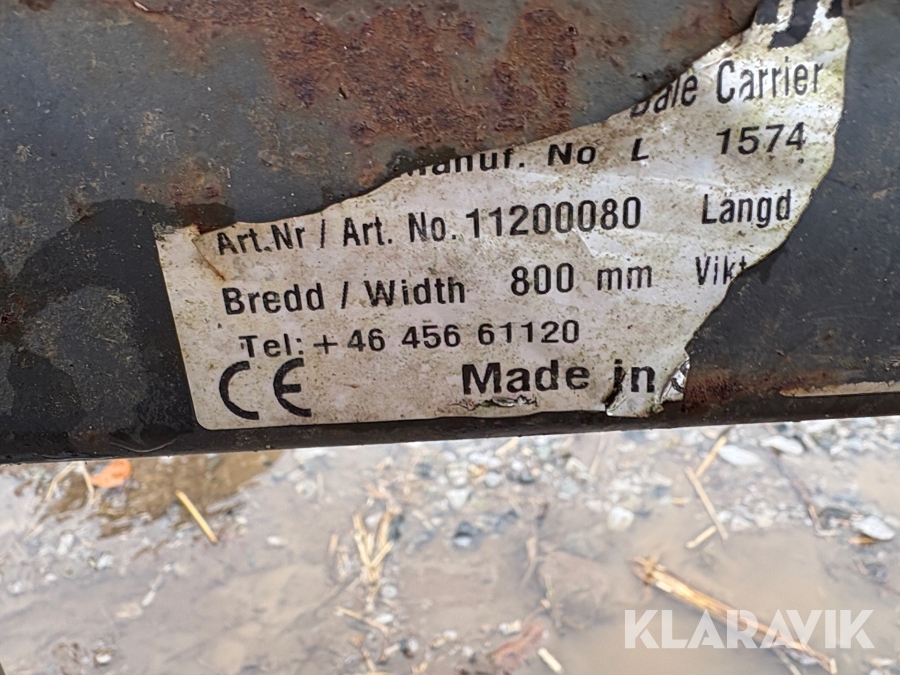 Bale Carrier
Manuf. No L 1574
Art.Nr / Art. No. 11200080 Längd
Bredd / Width 800 mm Vikt
Tel: + 46 456 61120
CE Made in
KLARAVIK